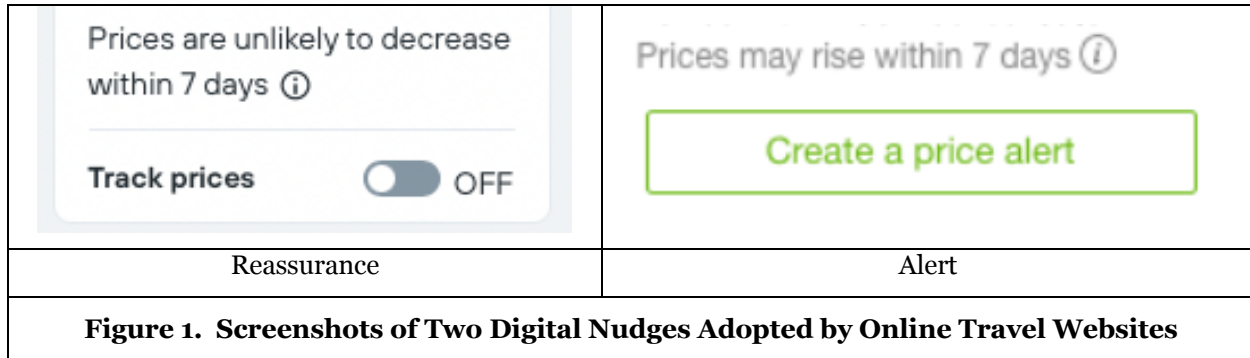 Prices are unlikely to decrease
within 7 days ⓘ
Track prices OFF
Prices may rise within 7 days ⓘ
Create a price alert
Reassurance
Alert
Figure 1. Screenshots of Two Digital Nudges Adopted by Online Travel Websites